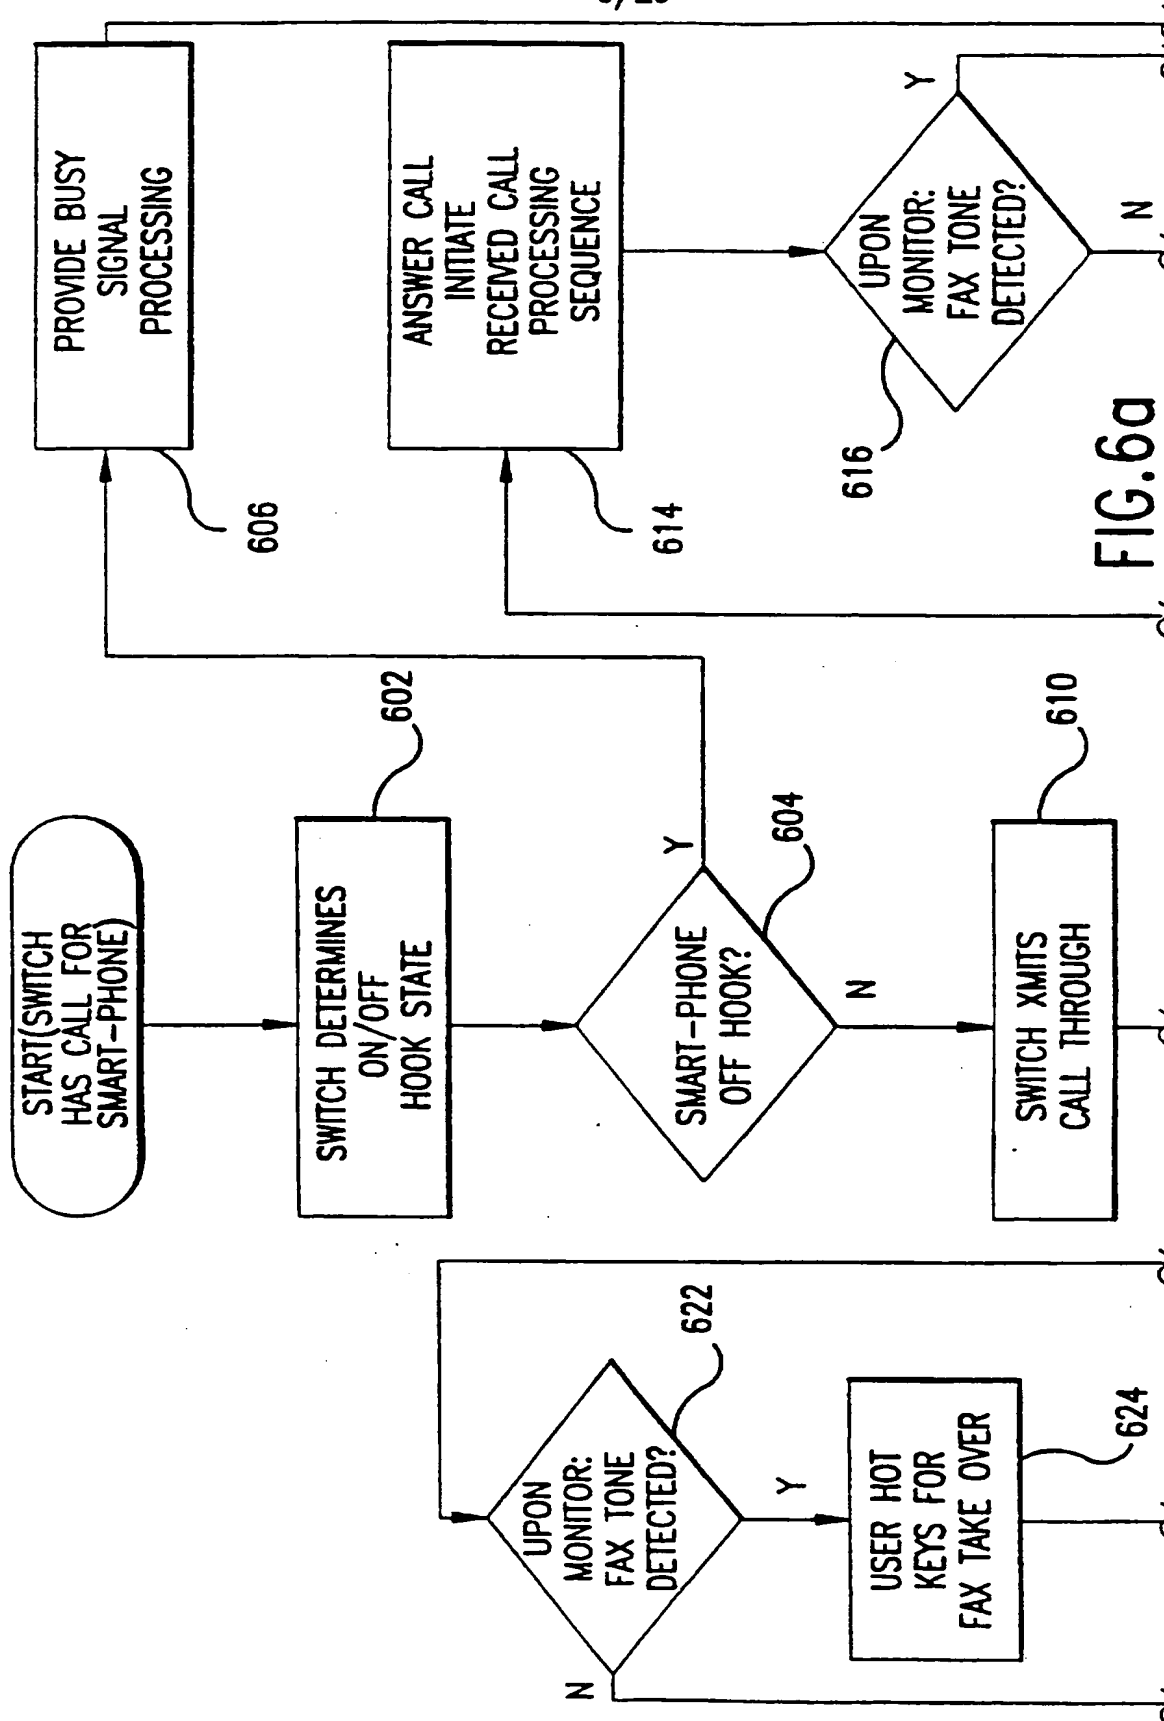 START(SWITCH
HAS CALL FOR
SMART-PHONE)
SWITCH DETERMINES
ON/OFF
HOOK STATE
602
SMART-PHONE
OFF HOOK?
604
Y
N
PROVIDE BUSY
SIGNAL
PROCESSING
606
SWITCH XMITS
CALL THROUGH
610
ANSWER CALL
INITIATE
RECEIVED CALL
PROCESSING
SEQUENCE
614
UPON
MONITOR:
FAX TONE
DETECTED?
616
Y
N
UPON
MONITOR:
FAX TONE
DETECTED?
622
N
Y
USER HOT
KEYS FOR
FAX TAKE OVER
624
FIG.6a